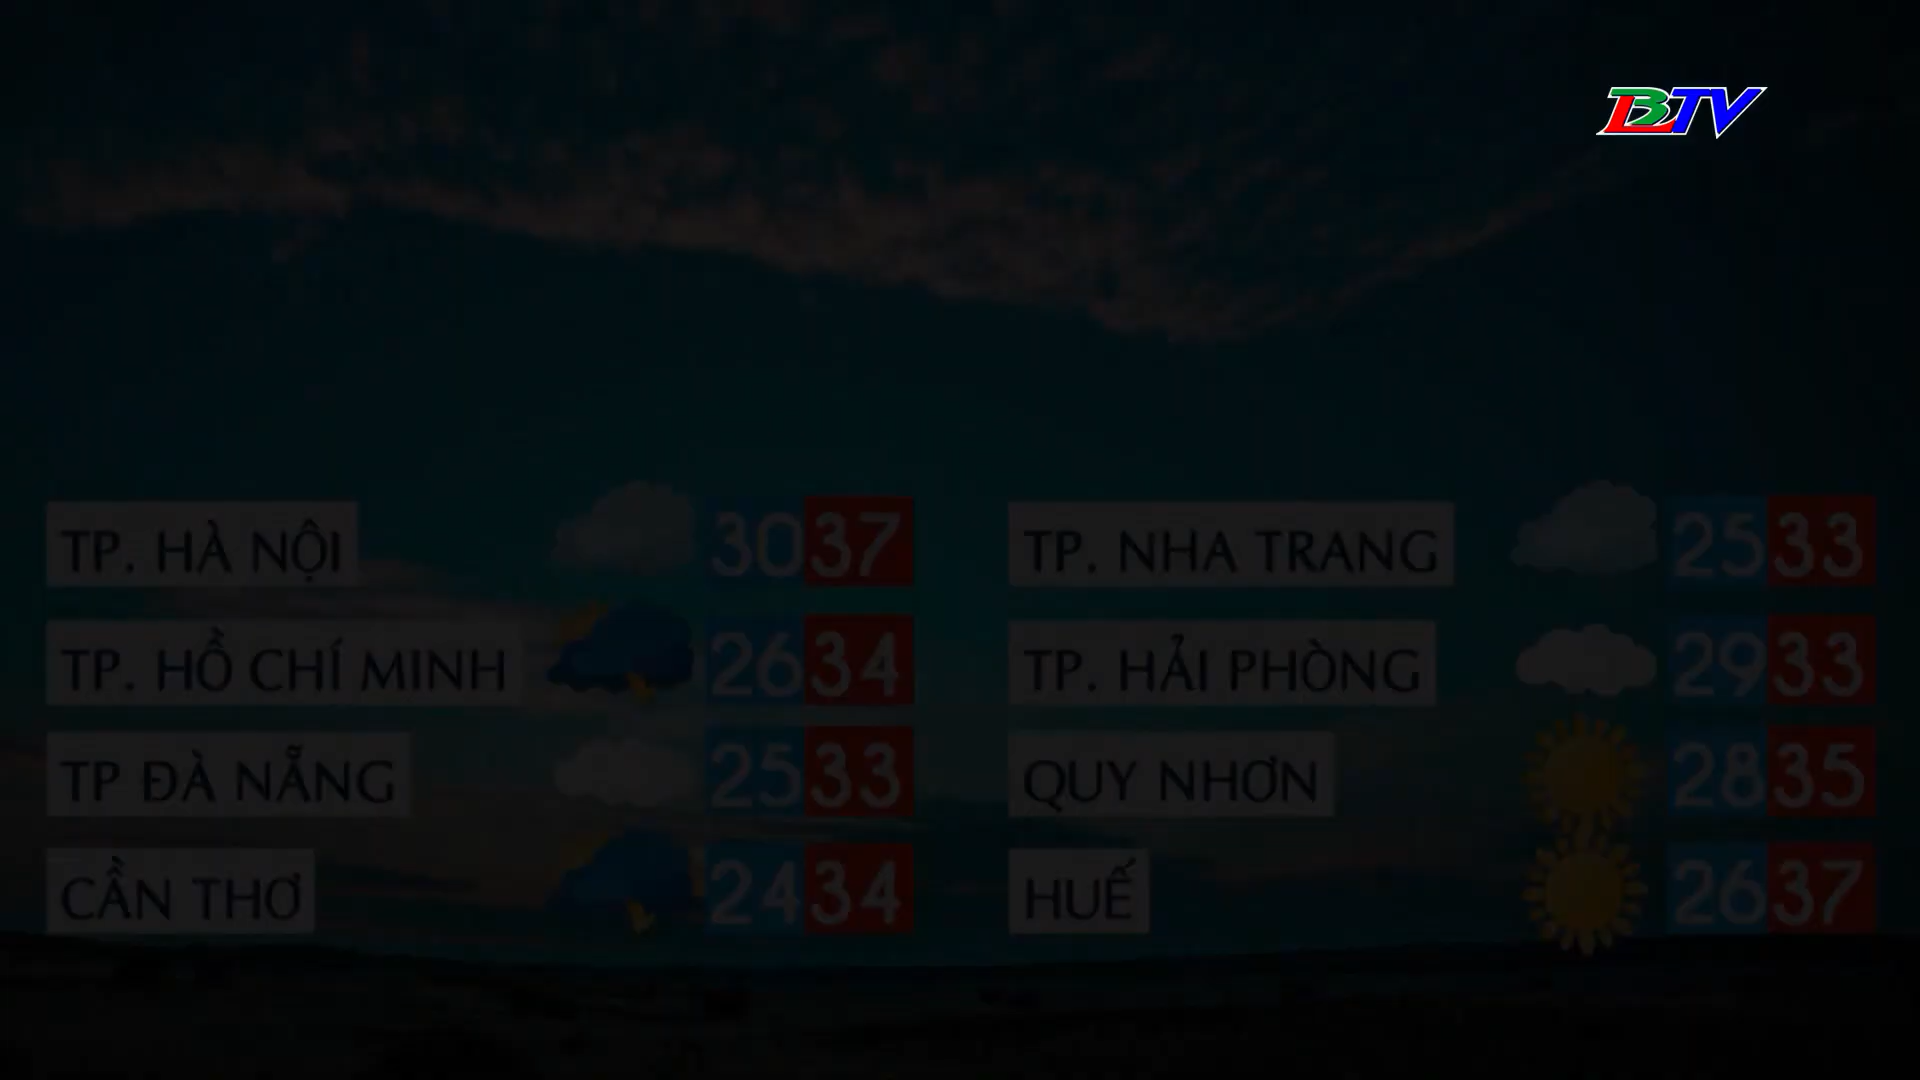 BTV
TP. HÀ NỘI 30 37
TP. HỒ CHÍ MINH 26 34
TP ĐÀ NẴNG 25 33
CẦN THƠ 24 34
TP. NHA TRANG 25 33
TP. HẢI PHÒNG 29 33
QUY NHƠN 28 35
HUẾ 26 37